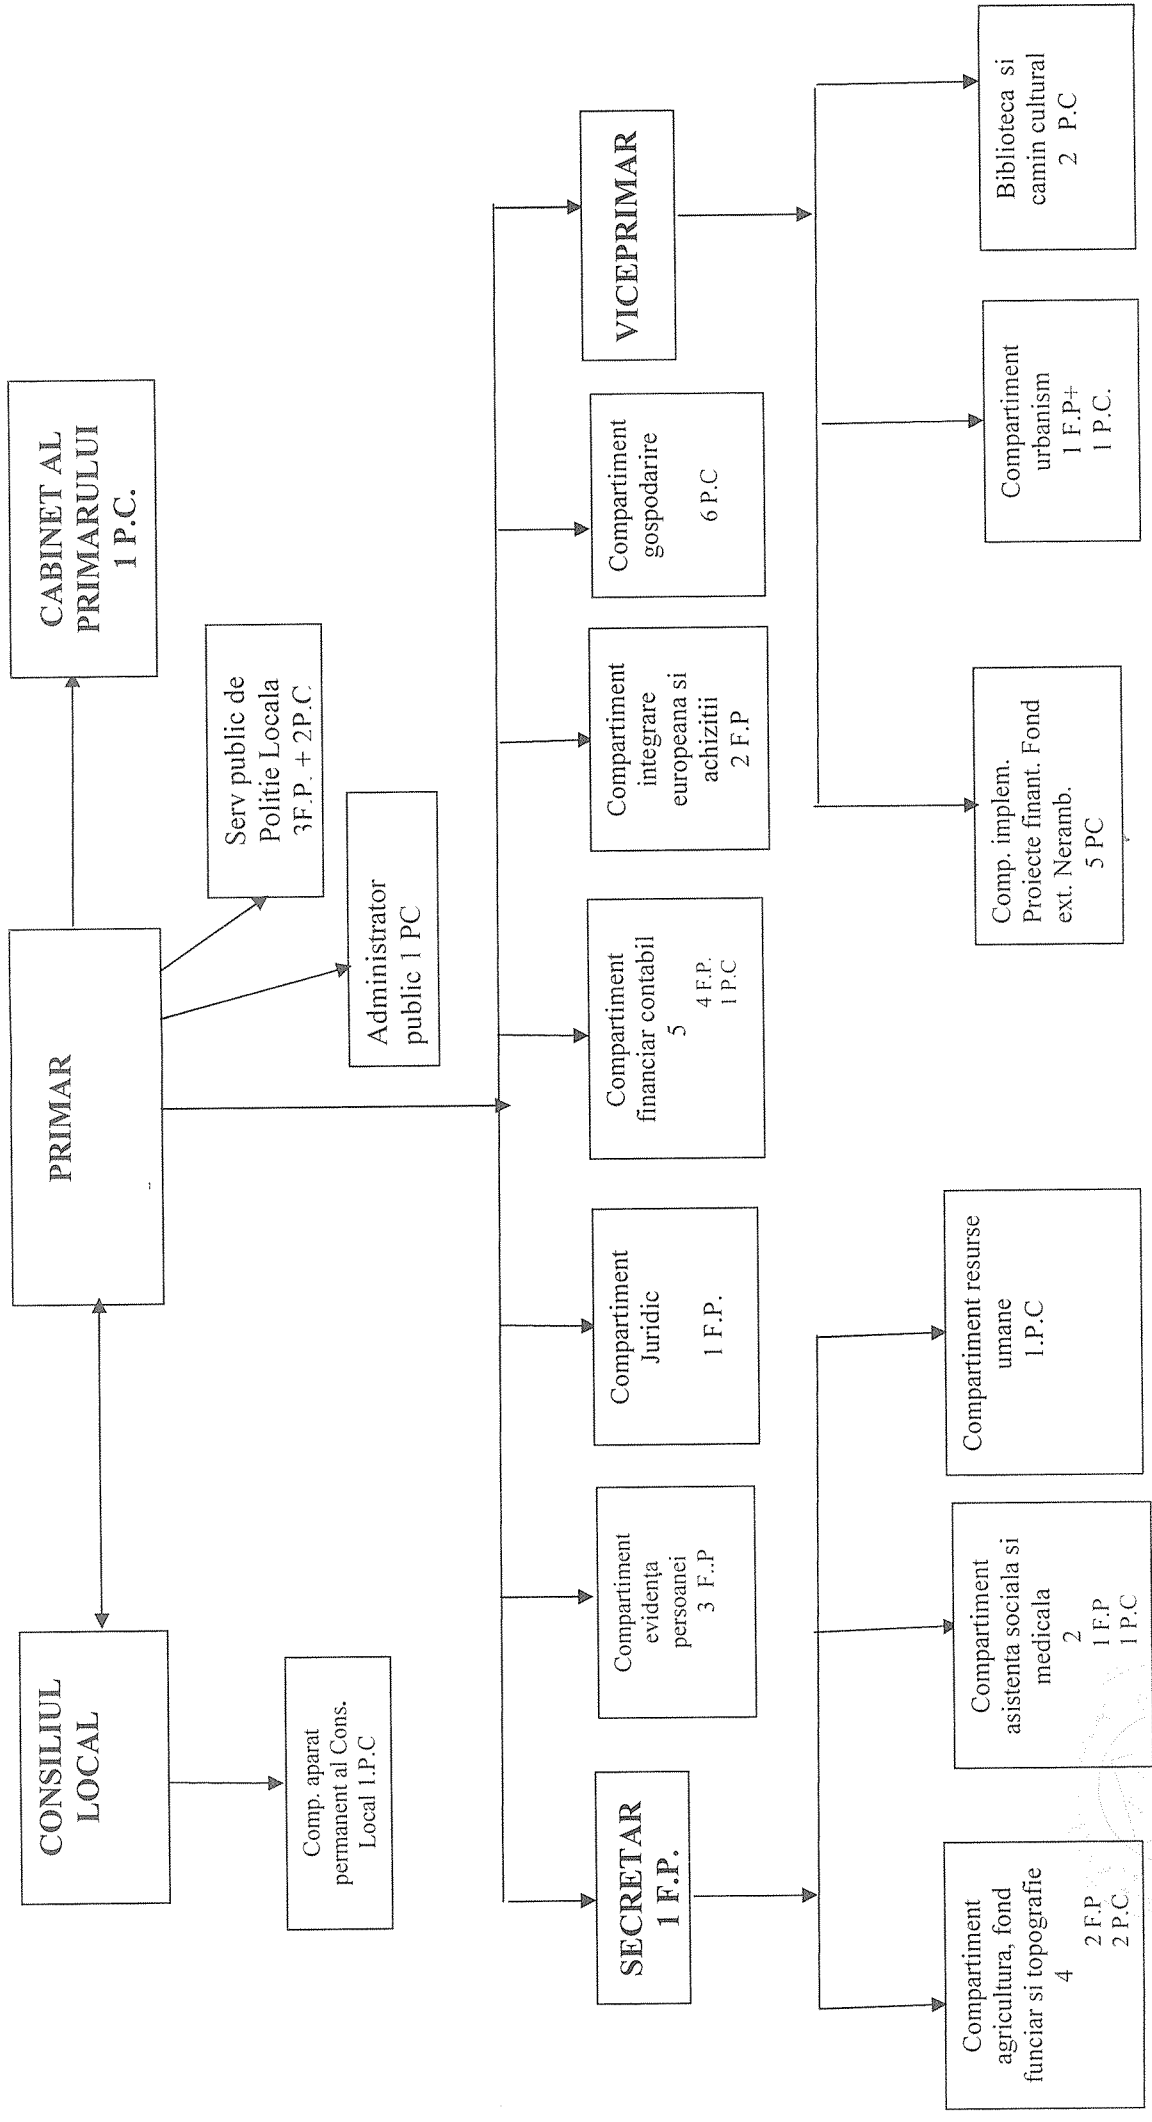 CONSILIUL
LOCAL
PRIMAR
CABINET AL
PRIMARULUI
1 P.C.
Comp. aparat
permanent al Cons.
Local 1.P.C
Serv public de
Politie Locala
3F.P. + 2P.C
Administrator
public 1 PC
SECRETAR
1 F.P.
Compartiment
evidența
persoanei
3 F..P
Compartiment
Juridic
1 F.P.
Compartiment
financiar contabil
5
4 F.P.
1 P.C
Compartiment
integrare
europeana si
achizitii
2 F.P
Compartiment
gospodarire
6 P.C
VICEPRIMAR
Compartiment
agricultura, fond
funciar si topografie
4
2 F.P
2 P.C
Compartiment
asistenta sociala si
medicala
2
1 F.P
1 P.C
Compartiment resurse
umane
1.P.C
Comp. implem.
Proiecte finant. Fond
ext. Neramb.
5 PC
Compartiment
urbanism
1 F.P+
1 P.C.
Biblioteca si
camin cultural
2 P.C